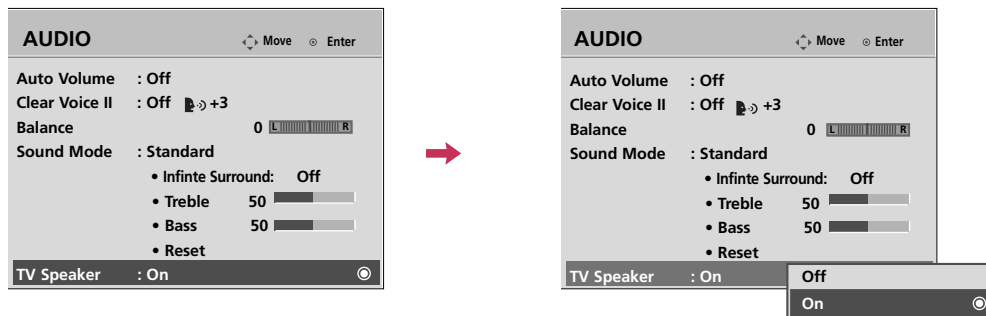 AUDIO Move Enter
Auto Volume : Off
Clear Voice II : Off +3
Balance 0 L R
Sound Mode : Standard
• Infinte Surround: Off
• Treble 50
• Bass 50
• Reset
TV Speaker : On
AUDIO Move Enter
Auto Volume : Off
Clear Voice II : Off +3
Balance 0 L R
Sound Mode : Standard
• Infinte Surround: Off
• Treble 50
• Bass 50
• Reset
TV Speaker : On
Off
On